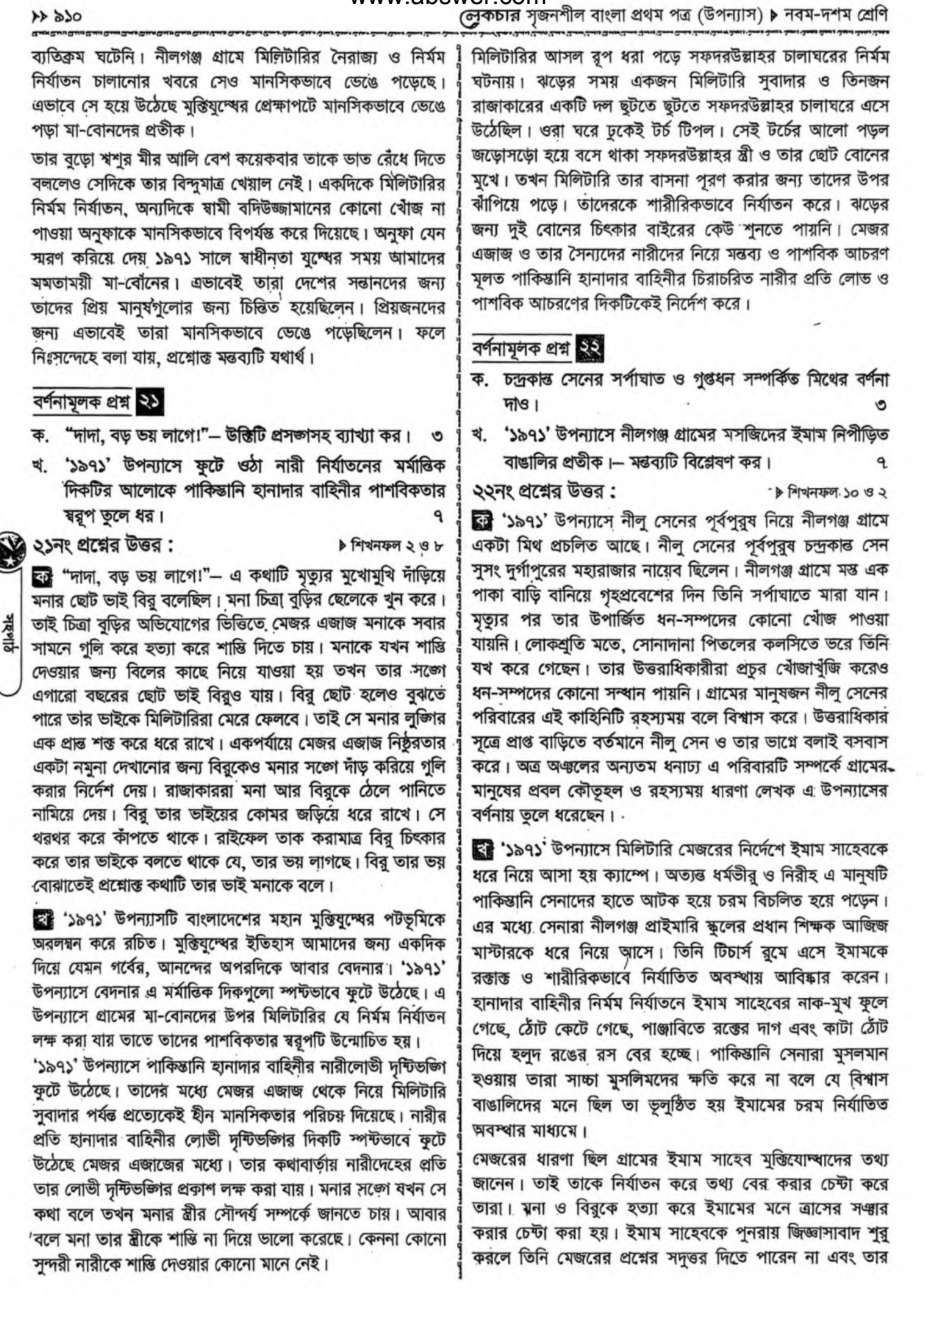 www.abswer.com
›› ৯১০
লেকচার সৃজনশীল বাংলা প্রথম পত্র (উপন্যাস) ▶ নবম-দশম শ্রেণি
ব্যতিক্রম ঘটেনি। নীলগঞ্জ গ্রামে মিলিটারির নৈরাজ্য ও নির্মম
নির্যাতন চালানোর খবরে সেও মানসিকভাবে ভেঙে পড়েছে।
এভাবে সে হয়ে উঠেছে মুক্তিযুদ্ধের প্রেক্ষাপটে মানসিকভাবে ভেঙে
পড়া মা-বোনদের প্রতীক।
তার বুড়ো শ্বশুর মীর আলি বেশ কয়েকবার তাকে ভাত রেঁধে দিতে
বললেও সেদিকে তার বিন্দুমাত্র খেয়াল নেই। একদিকে মিলিটারির
নির্মম নির্যাতন, অন্যদিকে স্বামী বদিউজ্জামানের কোনো খোঁজ না
পাওয়া অনুফাকে মানসিকভাবে বিপর্যস্ত করে দিয়েছে। অনুফা যেন
স্মরণ করিয়ে দেয় ১৯৭১ সালে স্বাধীনতা যুদ্ধের সময় আমাদের
মমতাময়ী মা-বোনের। এভাবেই তারা দেশের সন্তানদের জন্য
তাদের প্রিয় মানুষগুলোর জন্য চিন্তিত হয়েছিলেন। প্রিয়জনদের
জন্য এভাবেই তারা মানসিকভাবে ভেঙে পড়েছিলেন। ফলে
নিঃসন্দেহে বলা যায়, প্রশ্নোক্ত মন্তব্যটি যথার্থ।
বর্ণনামূলক প্রশ্ন ২১
ক. “দাদা, বড় ভয় লাগে!”– উক্তিটি প্রসঙ্গসহ ব্যাখ্যা কর। ৩
খ. ‘১৯৭১’ উপন্যাসে ফুটে ওঠা নারী নির্যাতনের মর্মান্তিক
দিকটির আলোকে পাকিস্তানি হানাদার বাহিনীর পাশবিকতার
স্বরূপ তুলে ধর। ৭
২১নং প্রশ্নের উত্তর : ▶ শিখনফল ২ ও ৮
ক “দাদা, বড় ভয় লাগে!”– এ কথাটি মৃত্যুর মুখোমুখি দাঁড়িয়ে
মনার ছোট ভাই বিরু বলেছিল। মনা চিত্রা বুড়ির ছেলেকে খুন করে।
তাই চিত্রা বুড়ির অভিযোগের ভিত্তিতে মেজর এজাজ মনাকে সবার
সামনে গুলি করে হত্যা করে শাস্তি দিতে চায়। মনাকে যখন শাস্তি
দেওয়ার জন্য বিলের কাছে নিয়ে যাওয়া হয় তখন তার সঙ্গে
এগারো বছরের ছোট ভাই বিরুও যায়। বিরু ছোট হলেও বুঝতে
পারে তার ভাইকে মিলিটারিরা মেরে ফেলবে। তাই সে মনার লুঙ্গির
এক প্রান্ত শক্ত করে ধরে রাখে। একপর্যায়ে মেজর এজাজ নিষ্ঠুরতার
একটা নমুনা দেখানোর জন্য বিরুকেও মনার সঙ্গে দাঁড় করিয়ে গুলি
করার নির্দেশ দেয়। রাজাকাররা মনা আর বিরুকে ঠেলে পানিতে
নামিয়ে দেয়। বিরু তার ভাইয়ের কোমর জড়িয়ে ধরে রাখে। সে
থরথর করে কাঁপতে থাকে। রাইফেল তাক করামাত্র বিরু চিৎকার
করে তার ভাইকে বলতে থাকে যে, তার ভয় লাগছে। বিরু তার ভয়
বোঝাতেই প্রশ্নোক্ত কথাটি তার ভাই মনাকে বলে।
খ ‘১৯৭১’ উপন্যাসটি বাংলাদেশের মহান মুক্তিযুদ্ধের পটভূমিকে
অবলম্বন করে রচিত। মুক্তিযুদ্ধের ইতিহাস আমাদের জন্য একদিক
দিয়ে যেমন গর্বের, আনন্দের অপরদিকে আবার বেদনার। ‘১৯৭১’
উপন্যাসে বেদনার এ মর্মান্তিক দিকগুলো স্পষ্টভাবে ফুটে উঠেছে। এ
উপন্যাসে গ্রামের মা-বোনদের উপর মিলিটারির যে নির্মম নির্যাতন
লক্ষ করা যায় তাতে তাদের পাশবিকতার স্বরূপটি উন্মোচিত হয়।
‘১৯৭১’ উপন্যাসে পাকিস্তানি হানাদার বাহিনীর নারীলোভী দৃষ্টিভঙ্গি
ফুটে উঠেছে। তাদের মধ্যে মেজর এজাজ থেকে নিয়ে মিলিটারি
সুবাদার পর্যন্ত প্রত্যেকেই হীন মানসিকতার পরিচয় দিয়েছে। নারীর
প্রতি হানাদার বাহিনীর লোভী দৃষ্টিভঙ্গির দিকটি স্পষ্টভাবে ফুটে
উঠেছে মেজর এজাজের মধ্যে। তার কথাবার্তায় নারীদেহের প্রতি
তার লোভী দৃষ্টিভঙ্গির প্রকাশ লক্ষ করা যায়। মনার সঙ্গে যখন সে
কথা বলে তখন মনার স্ত্রীর সৌন্দর্য সম্পর্কে জানতে চায়। আবার
বলে মনা তার স্ত্রীকে শাস্তি না দিয়ে ভালো করেছে। কেননা কোনো
সুন্দরী নারীকে শাস্তি দেওয়ার কোনো মানে নেই।
সহপাঠ
মিলিটারির আসল রূপ ধরা পড়ে সফদরউল্লাহর চালাঘরের নির্মম
ঘটনায়। ঝড়ের সময় একজন মিলিটারি সুবাদার ও তিনজন
রাজাকারের একটি দল ছুটতে ছুটতে সফদরউল্লাহর চালাঘরে এসে
উঠেছিল। ওরা ঘরে ঢুকেই টর্চ টিপল। সেই টর্চের আলো পড়ল
জড়োসড়ো হয়ে বসে থাকা সফদরউল্লাহর স্ত্রী ও তার ছোট বোনের
মুখে। তখন মিলিটারি তার বাসনা পূরণ করার জন্য তাদের উপর
ঝাঁপিয়ে পড়ে। তাঁদেরকে শারীরিকভাবে নির্যাতন করে। ঝড়ের
জন্য দুই বোনের চিৎকার বাইরের কেউ শুনতে পায়নি। মেজর
এজাজ ও তার সৈন্যদের নারীদের নিয়ে মন্তব্য ও পাশবিক আচরণ
মূলত পাকিস্তানি হানাদার বাহিনীর চিরাচরিত নারীর প্রতি লোভ ও
পাশবিক আচরণের দিকটিকেই নির্দেশ করে।
বর্ণনামূলক প্রশ্ন ২২
ক. চন্দ্রকান্ত সেনের সর্পাঘাত ও গুপ্তধন সম্পর্কিত মিথের বর্ণনা
দাও। ৩
খ. ‘১৯৭১’ উপন্যাসে নীলগঞ্জ গ্রামের মসজিদের ইমাম নিপীড়িত
বাঙালির প্রতীক।– মন্তব্যটি বিশ্লেষণ কর। ৭
২২নং প্রশ্নের উত্তর : ▶ শিখনফল ১০ ও ২
ক ‘১৯৭১’ উপন্যাসে নীলু সেনের পূর্বপুরুষ নিয়ে নীলগঞ্জ গ্রামে
একটা মিথ প্রচলিত আছে। নীলু সেনের পূর্বপুরুষ চন্দ্রকান্ত সেন
সুসং দুর্গাপুরের মহারাজার নায়েব ছিলেন। নীলগঞ্জ গ্রামে মস্ত এক
পাকা বাড়ি বানিয়ে গৃহপ্রবেশের দিন তিনি সর্পাঘাতে মারা যান।
মৃত্যুর পর তার উপার্জিত ধন-সম্পদের কোনো খোঁজ পাওয়া
যায়নি। লোকশ্রুতি মতে, সোনাদানা পিতলের কলসিতে ভরে তিনি
যখ করে গেছেন। তার উত্তরাধিকারীরা প্রচুর খোঁজাখুঁজি করেও
ধন-সম্পদের কোনো সন্ধান পায়নি। গ্রামের মানুষজন নীলু সেনের
পরিবারের এই কাহিনিটি রহস্যময় বলে বিশ্বাস করে। উত্তরাধিকার
সূত্রে প্রাপ্ত বাড়িতে বর্তমানে নীলু সেন ও তার ভাগ্নে বলাই বসবাস
করে। অত্র অঞ্চলের অন্যতম ধনাঢ্য এ পরিবারটি সম্পর্কে গ্রামের
মানুষের প্রবল কৌতূহল ও রহস্যময় ধারণা লেখক এ উপন্যাসের
বর্ণনায় তুলে ধরেছেন।
খ ‘১৯৭১’ উপন্যাসে মিলিটারি মেজরের নির্দেশে ইমাম সাহেবকে
ধরে নিয়ে আসা হয় ক্যাম্পে। অত্যন্ত ধর্মভীরু ও নিরীহ এ মানুষটি
পাকিস্তানি সেনাদের হাতে আটক হয়ে চরম বিচলিত হয়ে পড়েন।
এর মধ্যে সেনারা নীলগঞ্জ প্রাইমারি স্কুলের প্রধান শিক্ষক আজিজ
মাস্টারকে ধরে নিয়ে আসে। তিনি টিচার্স রুমে এসে ইমামকে
রক্তাক্ত ও শারীরিকভাবে নির্যাতিত অবস্থায় আবিষ্কার করেন।
হানাদার বাহিনীর নির্মম নির্যাতনে ইমাম সাহেবের নাক-মুখ ফুলে
গেছে, ঠোঁট কেটে গেছে, পাঞ্জাবিতে রক্তের দাগ এবং কাটা ঠোঁট
দিয়ে হলুদ রঙের রস বের হচ্ছে। পাকিস্তানি সেনারা মুসলমান
হওয়ায় তারা সাচ্চা মুসলিমদের ক্ষতি করে না বলে যে বিশ্বাস
বাঙালিদের মনে ছিল তা ভূলুণ্ঠিত হয় ইমামের চরম নির্যাতিত
অবস্থার মাধ্যমে।
মেজরের ধারণা ছিল গ্রামের ইমাম সাহেব মুক্তিযোদ্ধাদের তথ্য
জানেন। তাই তাকে নির্যাতন করে তথ্য বের করার চেষ্টা করে
তারা। মনা ও বিরুকে হত্যা করে ইমামের মনে ত্রাসের সঞ্চার
করার চেষ্টা করা হয়। ইমাম সাহেবকে পুনরায় জিজ্ঞাসাবাদ শুরু
করলে তিনি মেজরের প্রশ্নের সদুত্তর দিতে পারেন না এবং তার